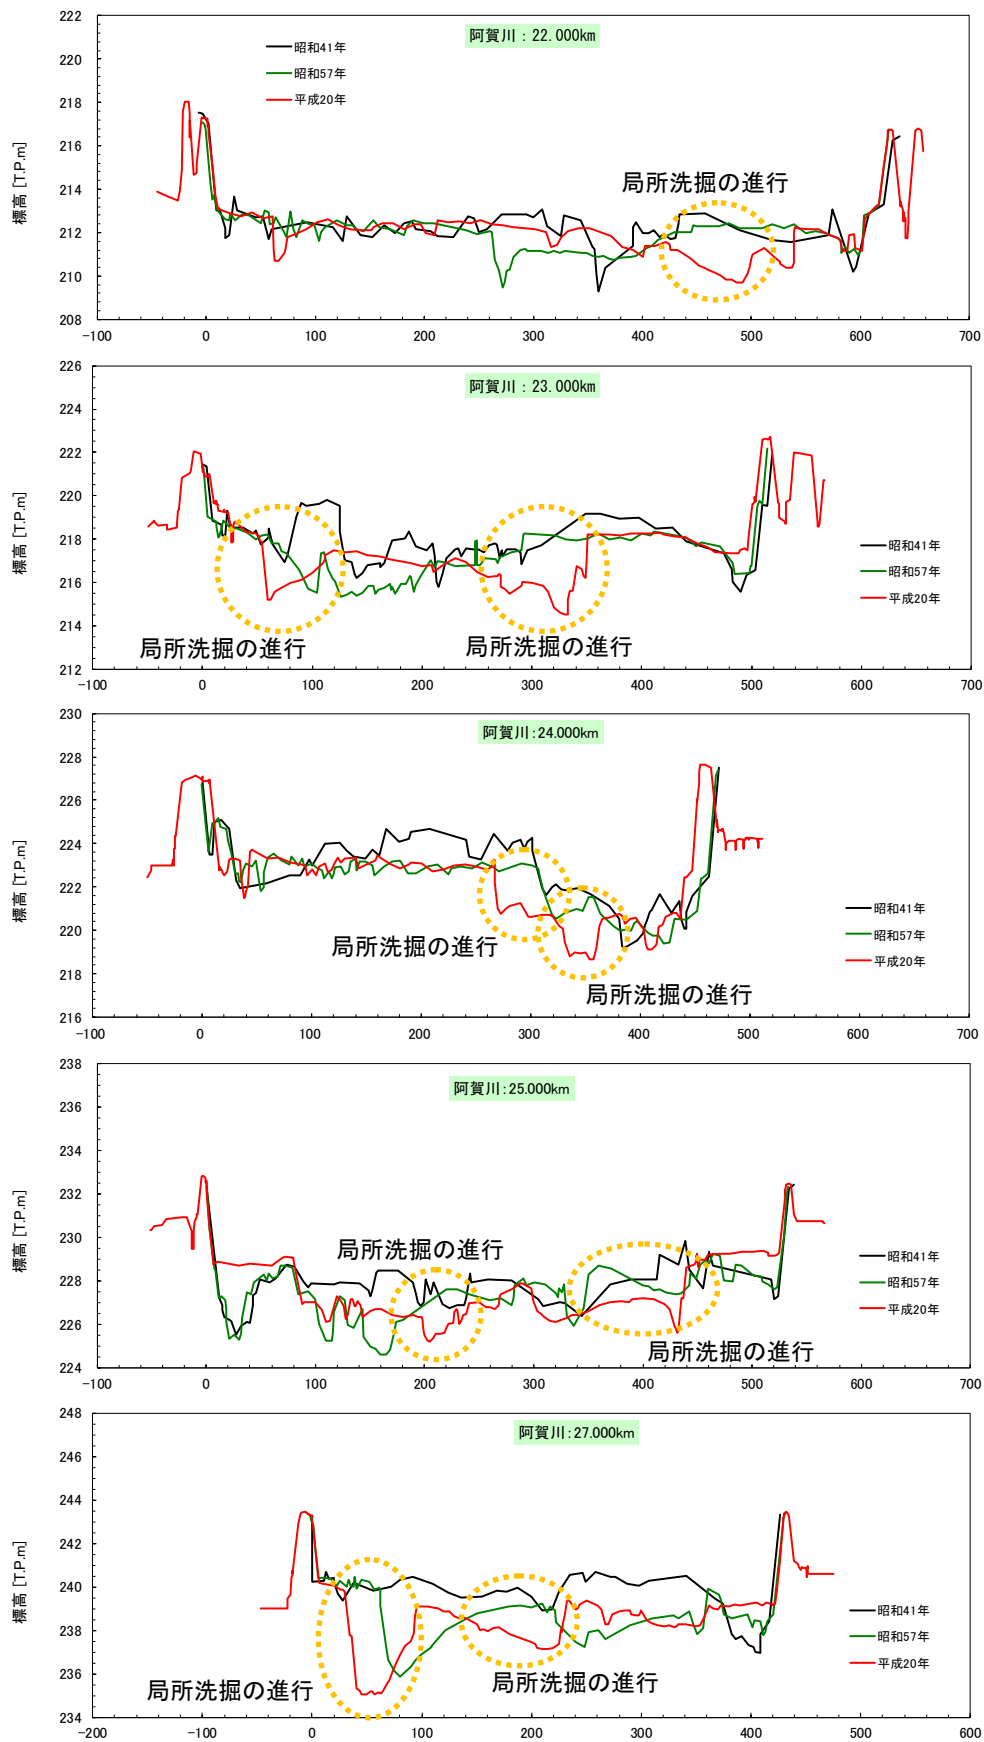 阿賀川：22.000km
昭和41年
昭和57年
平成20年
局所洗掘の進行
標高 [T.P.m]
222
220
218
216
214
212
210
208
-100 0 100 200 300 400 500 600 700
阿賀川：23.000km
局所洗掘の進行
局所洗掘の進行
昭和41年
昭和57年
平成20年
標高 [T.P.m]
226
224
222
220
218
216
214
212
-100 0 100 200 300 400 500 600 700
阿賀川:24.000km
局所洗掘の進行
局所洗掘の進行
昭和41年
昭和57年
平成20年
標高 [T.P.m]
230
228
226
224
222
220
218
216
-100 0 100 200 300 400 500 600 700
阿賀川:25.000km
局所洗掘の進行
局所洗掘の進行
昭和41年
昭和57年
平成20年
標高 [T.P.m]
238
236
234
232
230
228
226
224
-100 0 100 200 300 400 500 600 700
阿賀川:27.000km
局所洗掘の進行
局所洗掘の進行
昭和41年
昭和57年
平成20年
標高 [T.P.m]
248
246
244
242
240
238
236
234
-200 -100 0 100 200 300 400 500 600